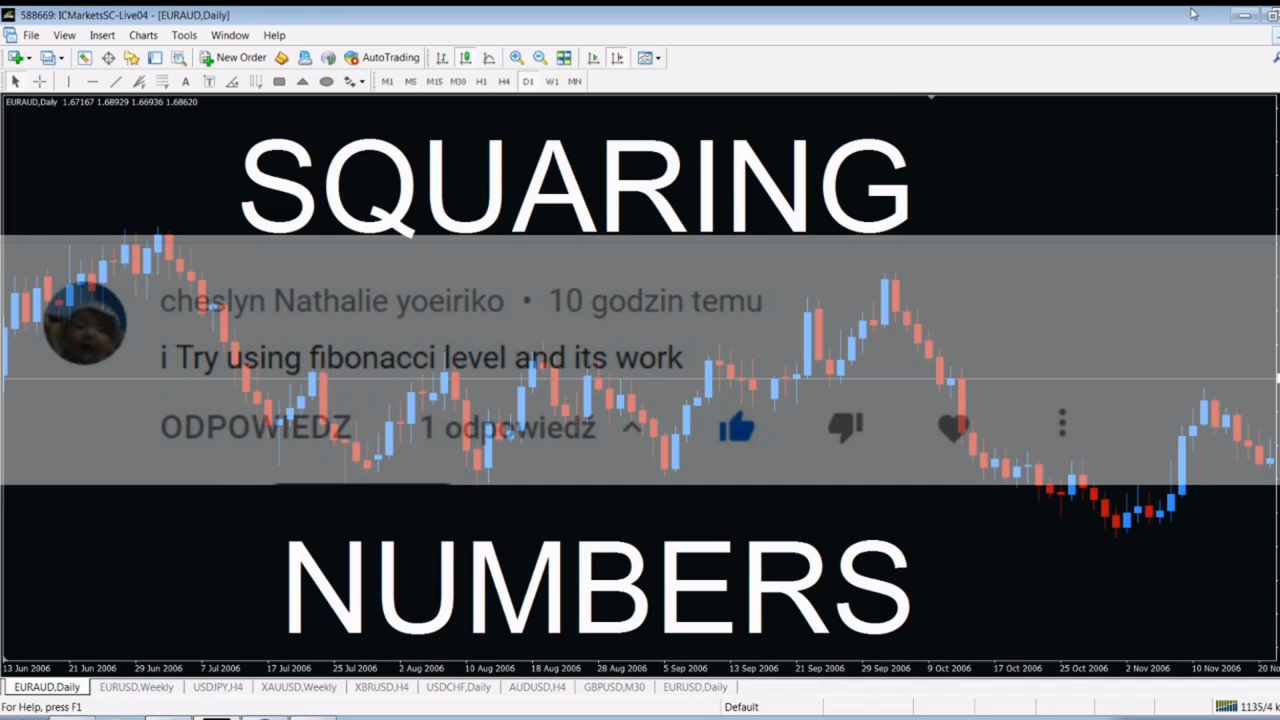 588669: ICMarketsSC-Live04 - [EURAUD,Daily]
File View Insert Charts Tools Window Help
New Order AutoTrading
A T M1 M5 M15 M30 H1 H4 D1 W1 MN
EURAUD,Daily 1.67167 1.68929 1.66936 1.68620
SQUARING
cheslyn Nathalie yoeiriko • 10 godzin temu
i Try using fibonacci level and its work
ODPOWIEDZ 1 odpowiedź
NUMBERS
13 Jun 2006 21 Jun 2006 29 Jun 2006 7 Jul 2006 17 Jul 2006 25 Jul 2006 2 Aug 2006 10 Aug 2006 18 Aug 2006 28 Aug 2006 5 Sep 2006 13 Sep 2006 21 Sep 2006 29 Sep 2006 9 Oct 2006 17 Oct 2006 25 Oct 2006 2 Nov 2006 10 Nov 2006 20 No
EURAUD,Daily EURUSD,Weekly USDJPY,H4 XAUUSD,Weekly XBRUSD,H4 USDCHF,Daily AUDUSD,H4 GBPUSD,M30 EURUSD,Daily
For Help, press F1 Default 1135/4 k